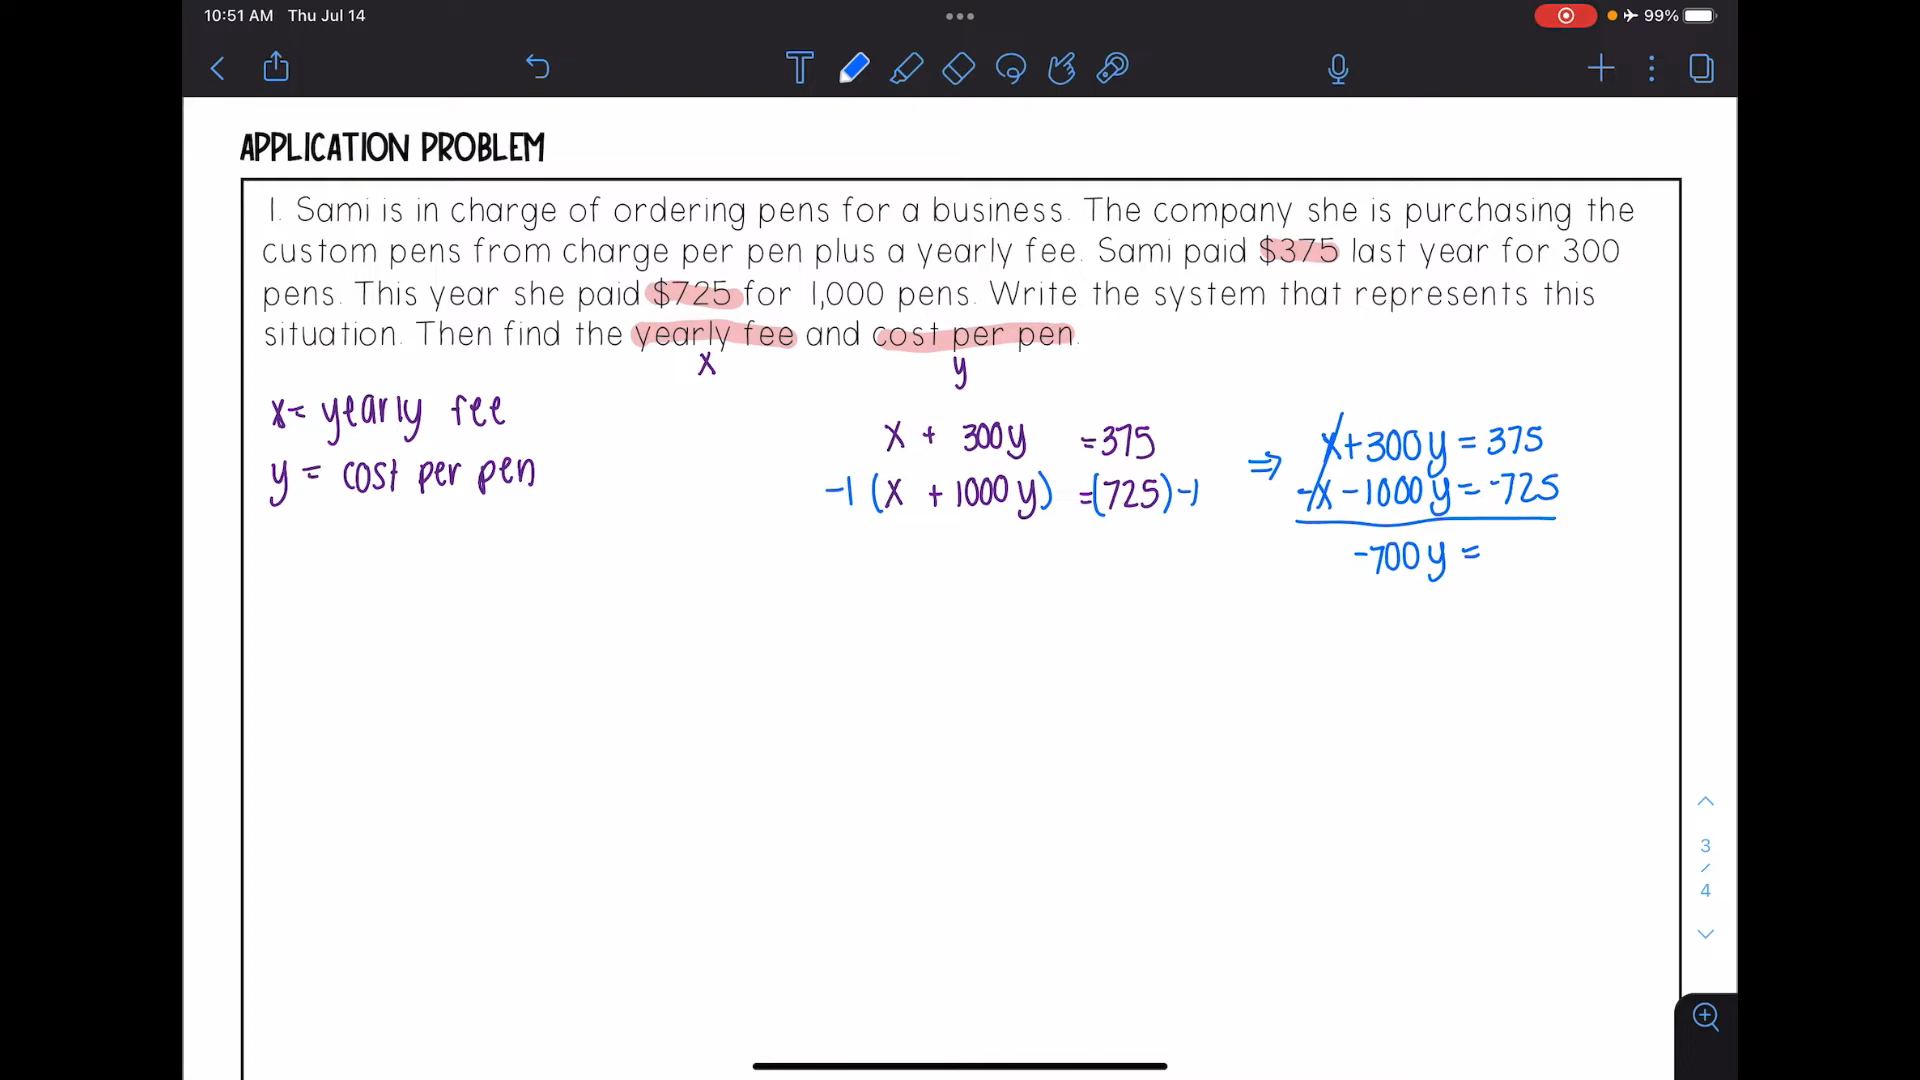 10:51 AM Thu Jul 14
99%
APPLICATION PROBLEM
1. Sami is in charge of ordering pens for a business. The company she is purchasing the
custom pens from charge per pen plus a yearly fee. Sami paid $375 last year for 300
pens. This year she paid $725 for 1,000 pens. Write the system that represents this
situation. Then find the yearly fee and cost per pen.
x y
x= yearly fee
y = cost per pen
x + 300y = 375
-1 (x + 1000y) = (725) -1
⇒ x + 300y = 375
-x - 1000y = -725
-700y =
3
/
4